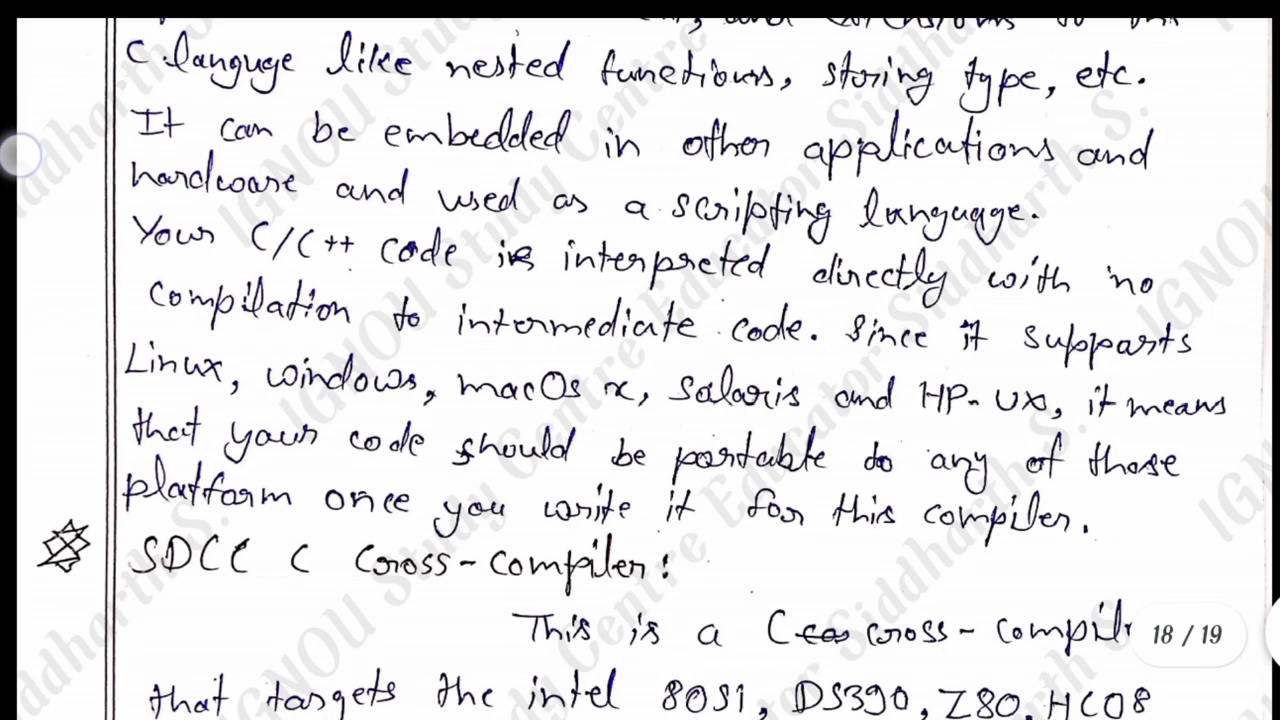 C languge like nested functions, storing type, etc.
It can be embedded in other applications and
hardware and used as a scripting language.
Your C/C++ code is interpreted directly with no
compilation to intermediate code. Since it supparts
Linux, windows, macOs x, Salaris and HP-UX, it means
that your code should be portable to any of those
platform once you write it for this compiler.
SDCC C Cross-compiler:
This is a C cross-compil
18 / 19
that targets the intel 8051, DS390, Z80, HC08